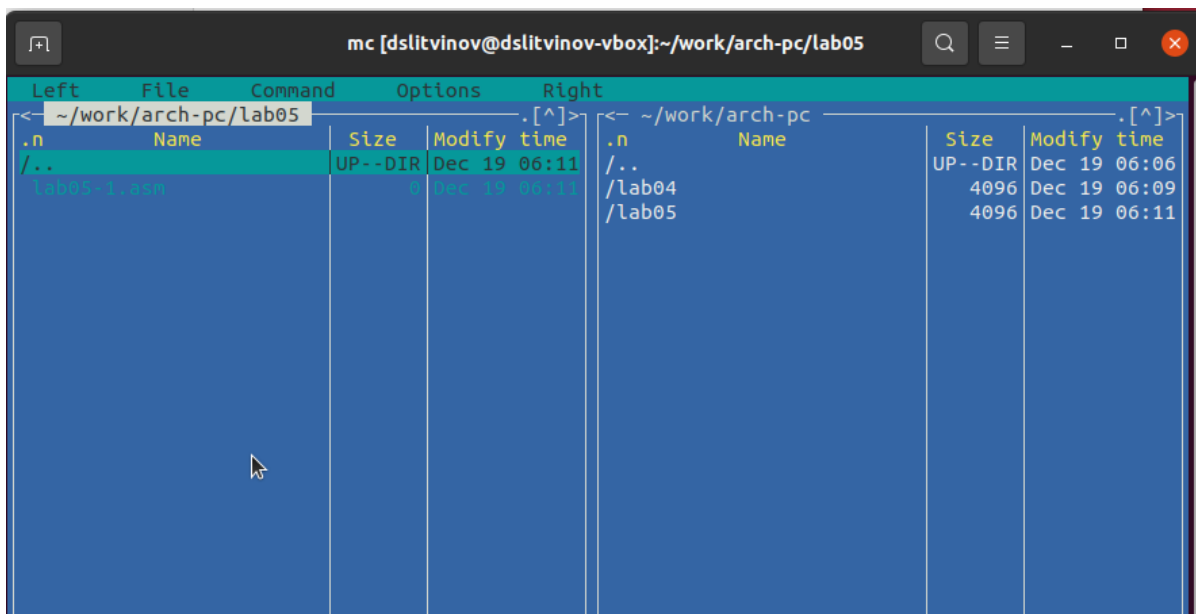 mc [dslitvinov@dslitvinov-vbox]:~/work/arch-pc/lab05
Left File Command Options Right
<─ ~/work/arch-pc/lab05 ─.[^]>
.n Name Size Modify time
/.. UP--DIR Dec 19 06:11
lab05-1.asm 0 Dec 19 06:11
<─ ~/work/arch-pc ─.[^]>
.n Name Size Modify time
/.. UP--DIR Dec 19 06:06
/lab04 4096 Dec 19 06:09
/lab05 4096 Dec 19 06:11